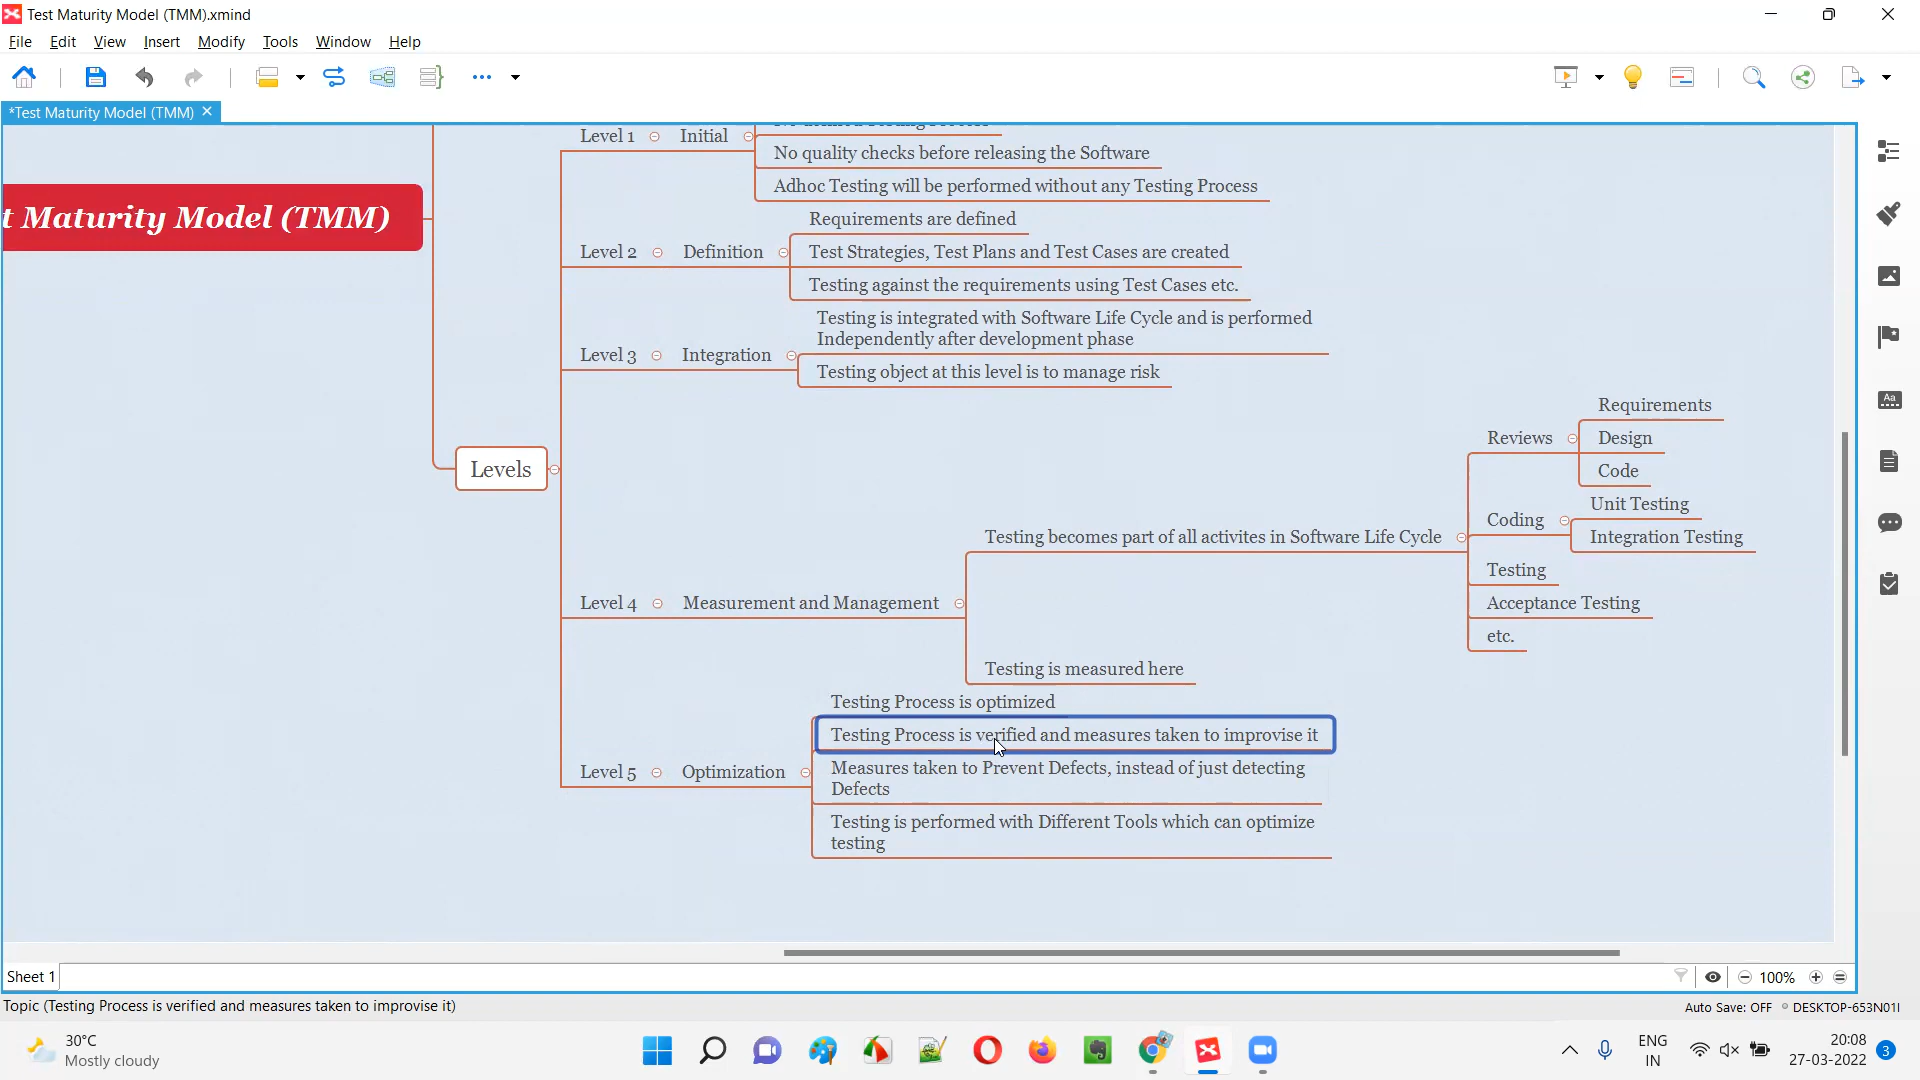 Test Maturity Model (TMM).xmind
File Edit View Insert Modify Tools Window Help
*Test Maturity Model (TMM)
Level 1 Initial
No quality checks before releasing the Software
Adhoc Testing will be performed without any Testing Process
t Maturity Model (TMM)
Requirements are defined
Level 2 Definition
Test Strategies, Test Plans and Test Cases are created
Testing against the requirements using Test Cases etc.
Testing is integrated with Software Life Cycle and is performed
Independently after development phase
Level 3 Integration
Testing object at this level is to manage risk
Levels
Requirements
Reviews
Design
Code
Unit Testing
Coding
Integration Testing
Testing becomes part of all activites in Software Life Cycle
Testing
Level 4 Measurement and Management
Acceptance Testing
etc.
Testing is measured here
Testing Process is optimized
Testing Process is verified and measures taken to improvise it
Level 5 Optimization
Measures taken to Prevent Defects, instead of just detecting
Defects
Testing is performed with Different Tools which can optimize
testing
Sheet 1
100%
Topic (Testing Process is verified and measures taken to improvise it)
Auto Save: OFF
DESKTOP-653N01I
30°C
Mostly cloudy
ENG
IN
20:08
27-03-2022
3